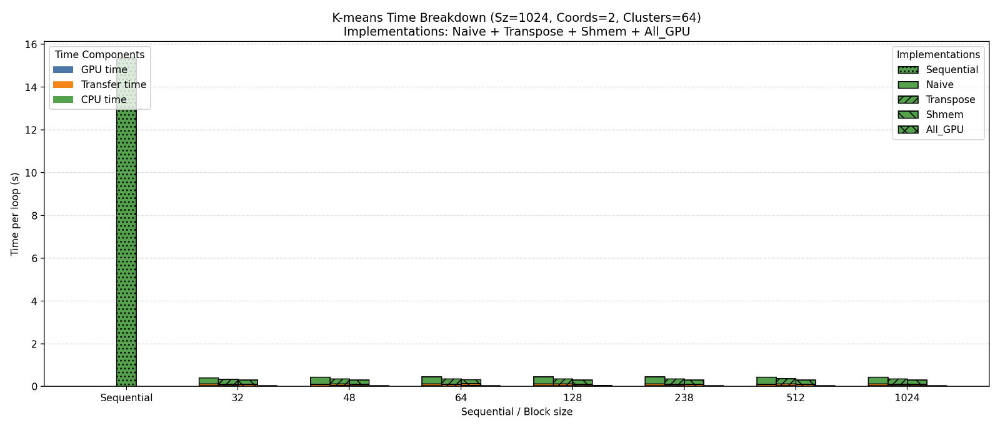 K-means Time Breakdown (Sz=1024, Coords=2, Clusters=64)
Implementations: Naive + Transpose + Shmem + All_GPU
Time Components
GPU time
Transfer time
CPU time
Implementations
Sequential
Naive
Transpose
Shmem
All_GPU
Time per loop (s)
16
14
12
10
8
6
4
2
0
Sequential
32
48
64
128
238
512
1024
Sequential / Block size